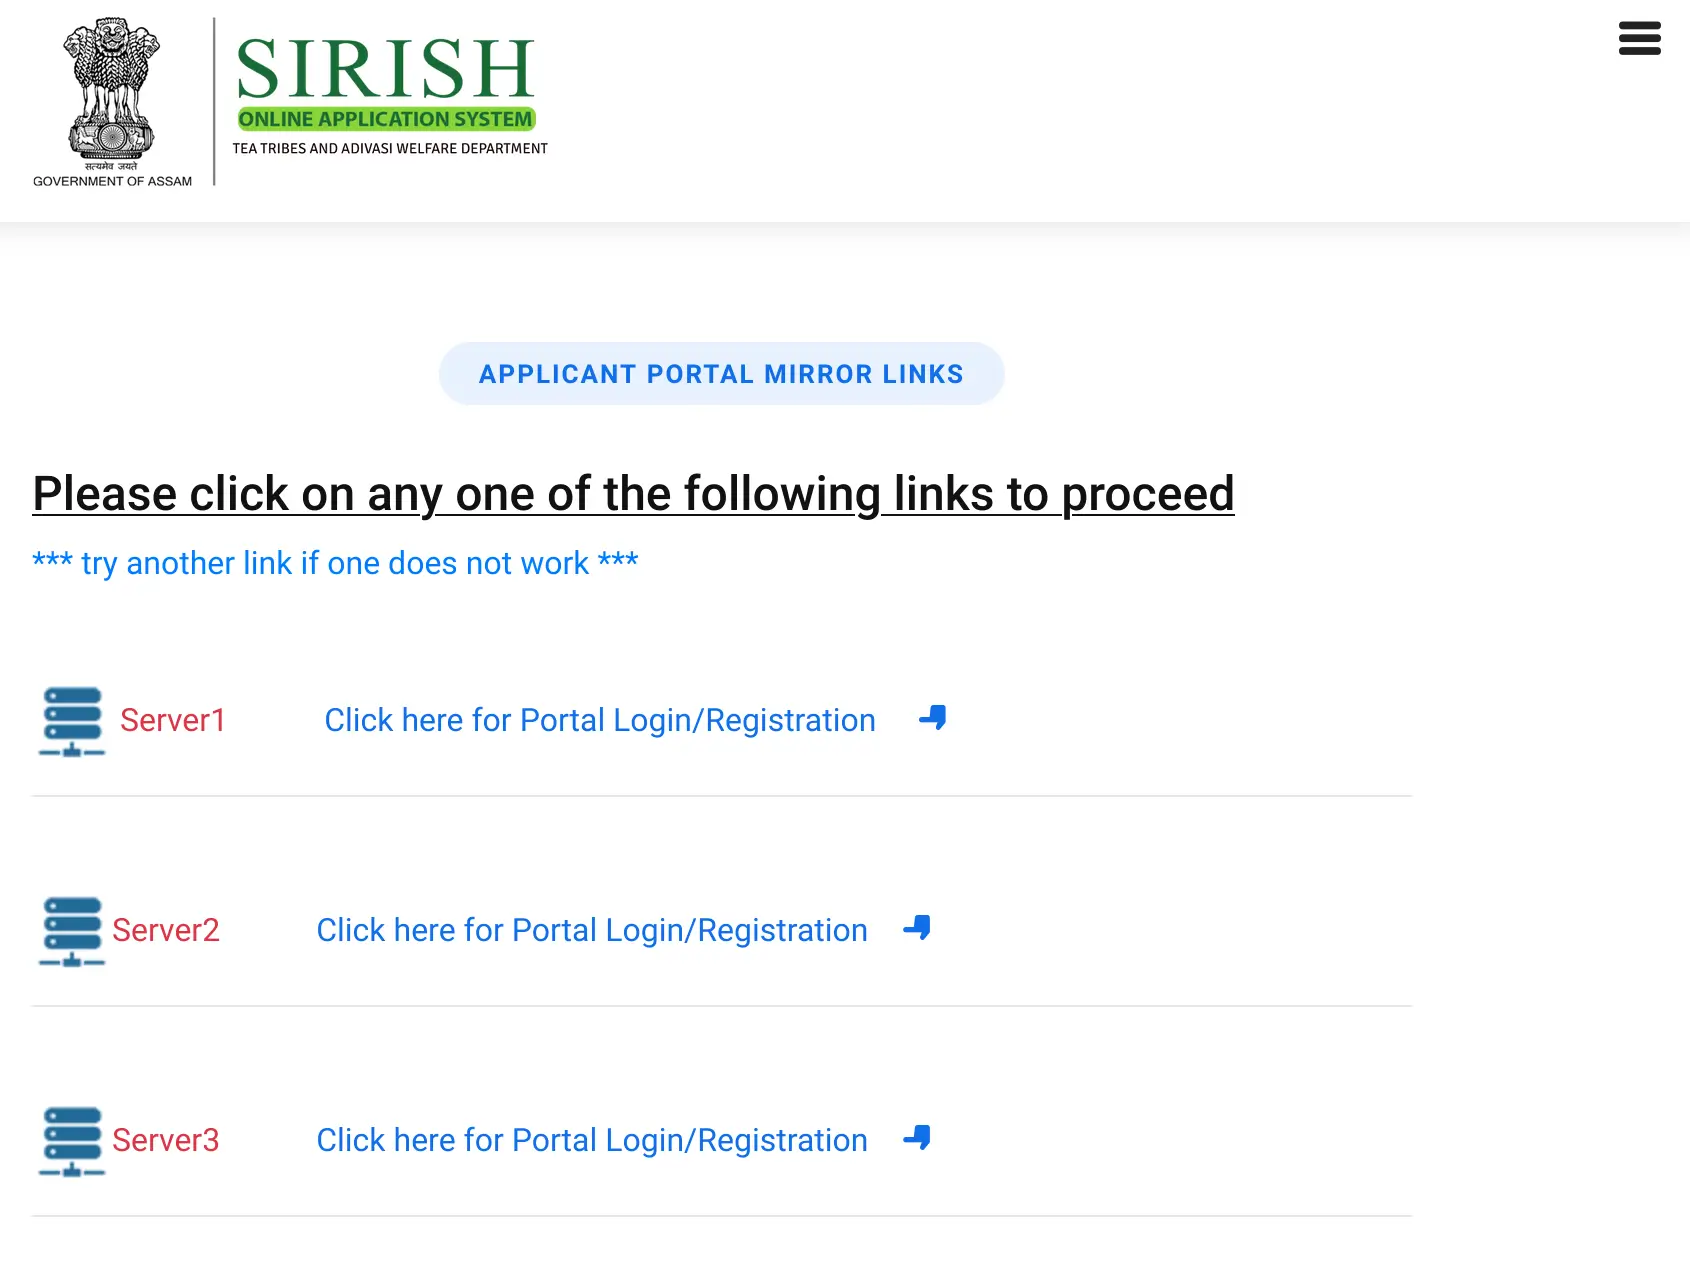 SIRISH
ONLINE APPLICATION SYSTEM
TEA TRIBES AND ADIVASI WELFARE DEPARTMENT
सत्यमेव जयते
GOVERNMENT OF ASSAM
APPLICANT PORTAL MIRROR LINKS
Please click on any one of the following links to proceed
*** try another link if one does not work ***
Server1 Click here for Portal Login/Registration
Server2 Click here for Portal Login/Registration
Server3 Click here for Portal Login/Registration